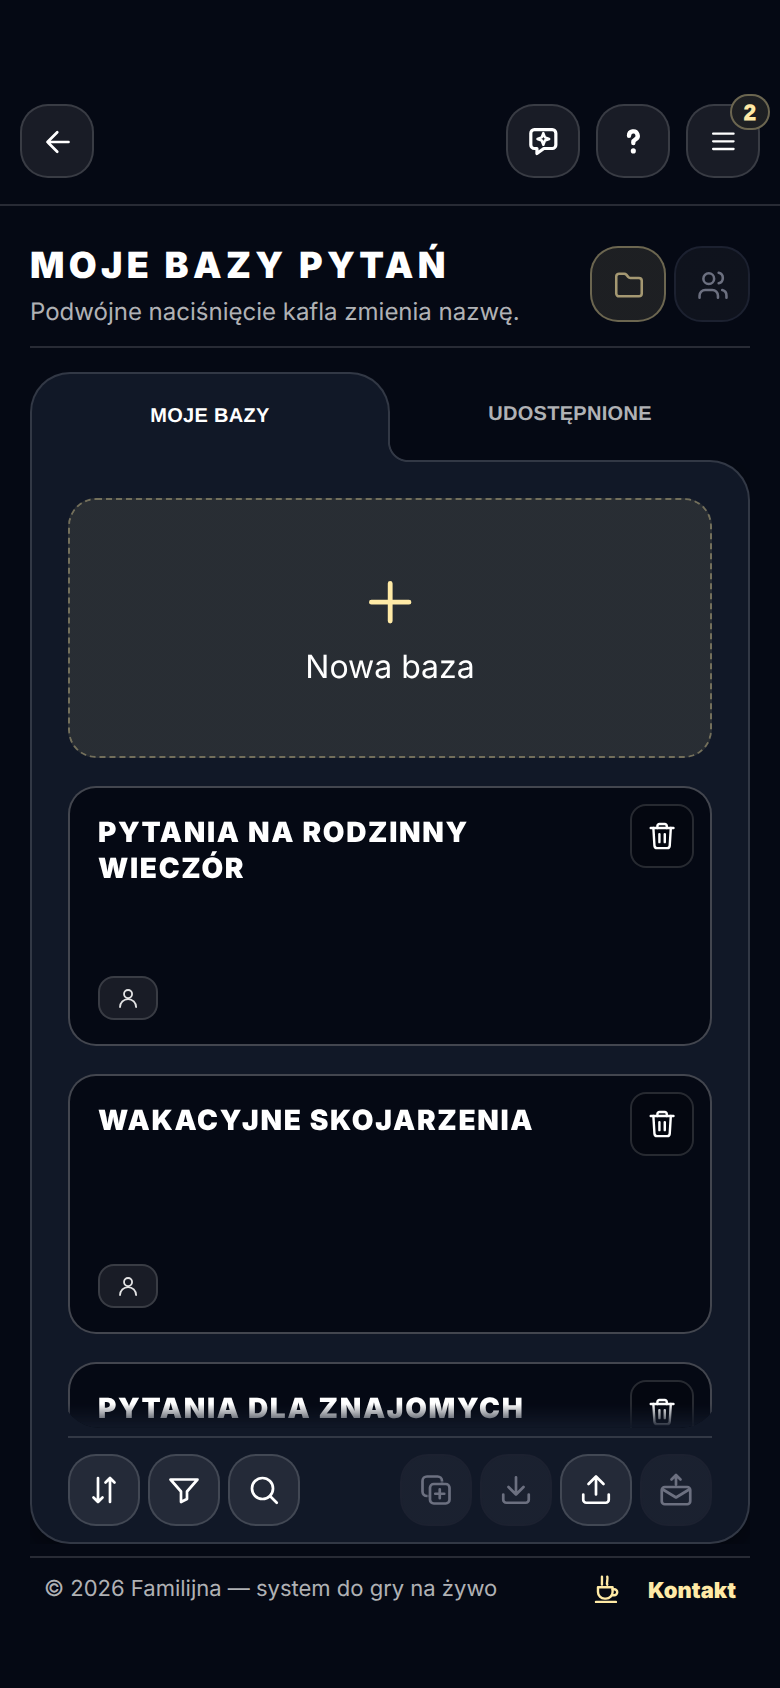 2
MOJE BAZY PYTAŃ
Podwójne naciśnięcie kafla zmienia nazwę.
MOJE BAZY
UDOSTĘPNIONE
Nowa baza
PYTANIA NA RODZINNY
WIECZÓR
WAKACYJNE SKOJARZENIA
PYTANIA DLA ZNAJOMYCH
© 2026 Familijna — system do gry na żywo
Kontakt